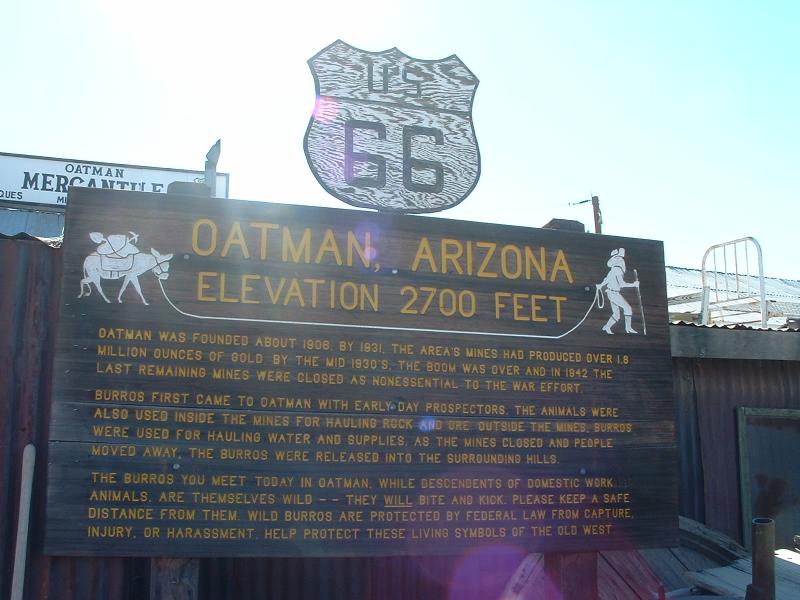 US
66
OATMAN
MERCANTILE
OATMAN, ARIZONA
ELEVATION 2700 FEET
OATMAN WAS FOUNDED ABOUT 1906. BY 1931, THE AREA'S MINES HAD PRODUCED OVER 1.8
MILLION OUNCES OF GOLD. BY THE MID 1930'S, THE BOOM WAS OVER AND IN 1942 THE
LAST REMAINING MINES WERE CLOSED AS NONESSENTIAL TO THE WAR EFFORT.
BURROS FIRST CAME TO OATMAN WITH EARLY DAY PROSPECTORS. THE ANIMALS WERE
ALSO USED INSIDE THE MINES FOR HAULING ROCK AND ORE. OUTSIDE THE MINES, BURROS
WERE USED FOR HAULING WATER AND SUPPLIES. AS THE MINES CLOSED AND PEOPLE
MOVED AWAY, THE BURROS WERE RELEASED INTO THE SURROUNDING HILLS.
THE BURROS YOU MEET TODAY IN OATMAN, WHILE DESCENDENTS OF DOMESTIC WORK
ANIMALS, ARE THEMSELVES WILD -- THEY WILL BITE AND KICK. PLEASE KEEP A SAFE
DISTANCE FROM THEM. WILD BURROS ARE PROTECTED BY FEDERAL LAW FROM CAPTURE,
INJURY, OR HARASSMENT. HELP PROTECT THESE LIVING SYMBOLS OF THE OLD WEST.